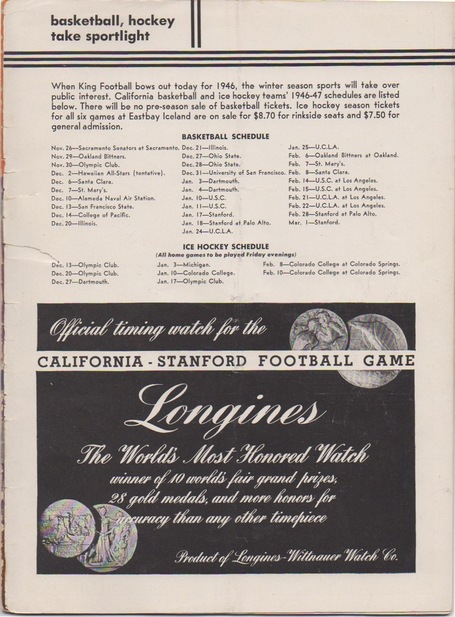 basketball, hockey
take sportlight
When King Football bows out today for 1946, the winter season sports will take over
public interest. California basketball and ice hockey teams' 1946-47 schedules are listed
below. There will be no pre-season sale of basketball tickets. Ice hockey season tickets
for all six games at Eastbay Iceland are on sale for $8.70 for rinkside seats and $7.50 for
general admission.
BASKETBALL SCHEDULE
Nov. 26—Sacramento Senators at Sacramento.
Nov. 29—Oakland Bittners.
Nov. 30—Olympic Club.
Dec. 2—Hawaiian All-Stars (tentative).
Dec. 6—Santa Clara.
Dec. 7—St. Mary's.
Dec. 10—Alameda Naval Air Station.
Dec. 13—San Francisco State.
Dec. 14—College of Pacific.
Dec. 20—Illinois.
Dec. 21—Illinois.
Dec. 27—Ohio State.
Dec. 28—Ohio State.
Dec. 31—University of San Francisco.
Jan. 3—Dartmouth.
Jan. 4—Dartmouth.
Jan. 10—U.S.C.
Jan. 11—U.S.C.
Jan. 17—Stanford.
Jan. 18—Stanford at Palo Alto.
Jan. 24—U.C.L.A.
Jan. 25—U.C.L.A.
Feb. 6—Oakland Bittners at Oakland.
Feb. 7—St. Mary's.
Feb. 8—Santa Clara.
Feb. 14—U.S.C. at Los Angeles.
Feb. 15—U.S.C. at Los Angeles.
Feb. 21—U.C.L.A. at Los Angeles.
Feb. 22—U.C.L.A. at Los Angeles.
Feb. 28—Stanford at Palo Alto.
Mar. 1—Stanford.
ICE HOCKEY SCHEDULE
(All home games to be played Friday evenings)
Dec. 13—Olympic Club.
Dec. 20—Olympic Club.
Dec. 27—Dartmouth.
Jan. 3—Michigan.
Jan. 10—Colorado College.
Jan. 17—Olympic Club.
Feb. 8—Colorado College at Colorado Springs.
Feb. 10—Colorado College at Colorado Springs.
Official timing watch for the
CALIFORNIA - STANFORD FOOTBALL GAME
Longines
The World's Most Honored Watch
winner of 10 world's fair grand prizes,
28 gold medals, and more honors for
accuracy than any other timepiece
Product of Longines-Wittnauer Watch Co.